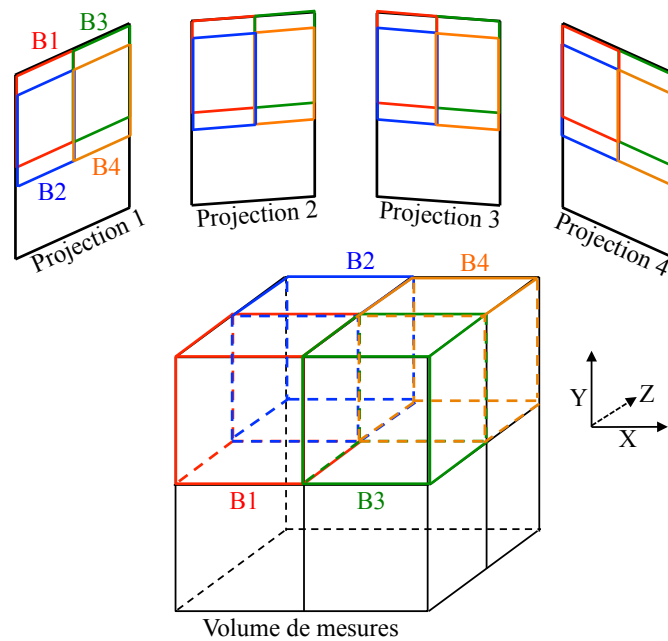 B3
B1
B2
B4
Projection 1
Projection 2
Projection 3
Projection 4
B2
B4
Y
Z
X
B1
B3
Volume de mesures